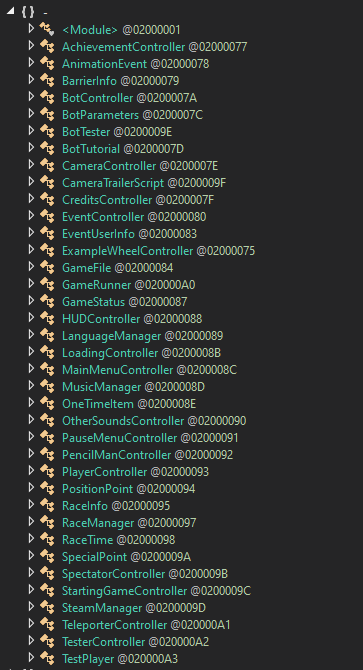 { } -
<Module> @02000001
AchievementController @02000077
AnimationEvent @02000078
BarrierInfo @02000079
BotController @0200007A
BotParameters @0200007C
BotTester @0200009E
BotTutorial @0200007D
CameraController @0200007E
CameraTrailerScript @0200009F
CreditsController @0200007F
EventController @02000080
EventUserInfo @02000083
ExampleWheelController @02000075
GameFile @02000084
GameRunner @020000A0
GameStatus @02000087
HUDController @02000088
LanguageManager @02000089
LoadingController @0200008B
MainMenuController @0200008C
MusicManager @0200008D
OneTimeItem @0200008E
OtherSoundsController @02000090
PauseMenuController @02000091
PencilManController @02000092
PlayerController @02000093
PositionPoint @02000094
RaceInfo @02000095
RaceManager @02000097
RaceTime @02000098
SpecialPoint @0200009A
SpectatorController @0200009B
StartingGameController @0200009C
SteamManager @0200009D
TeleporterController @020000A1
TesterController @020000A2
TestPlayer @020000A3